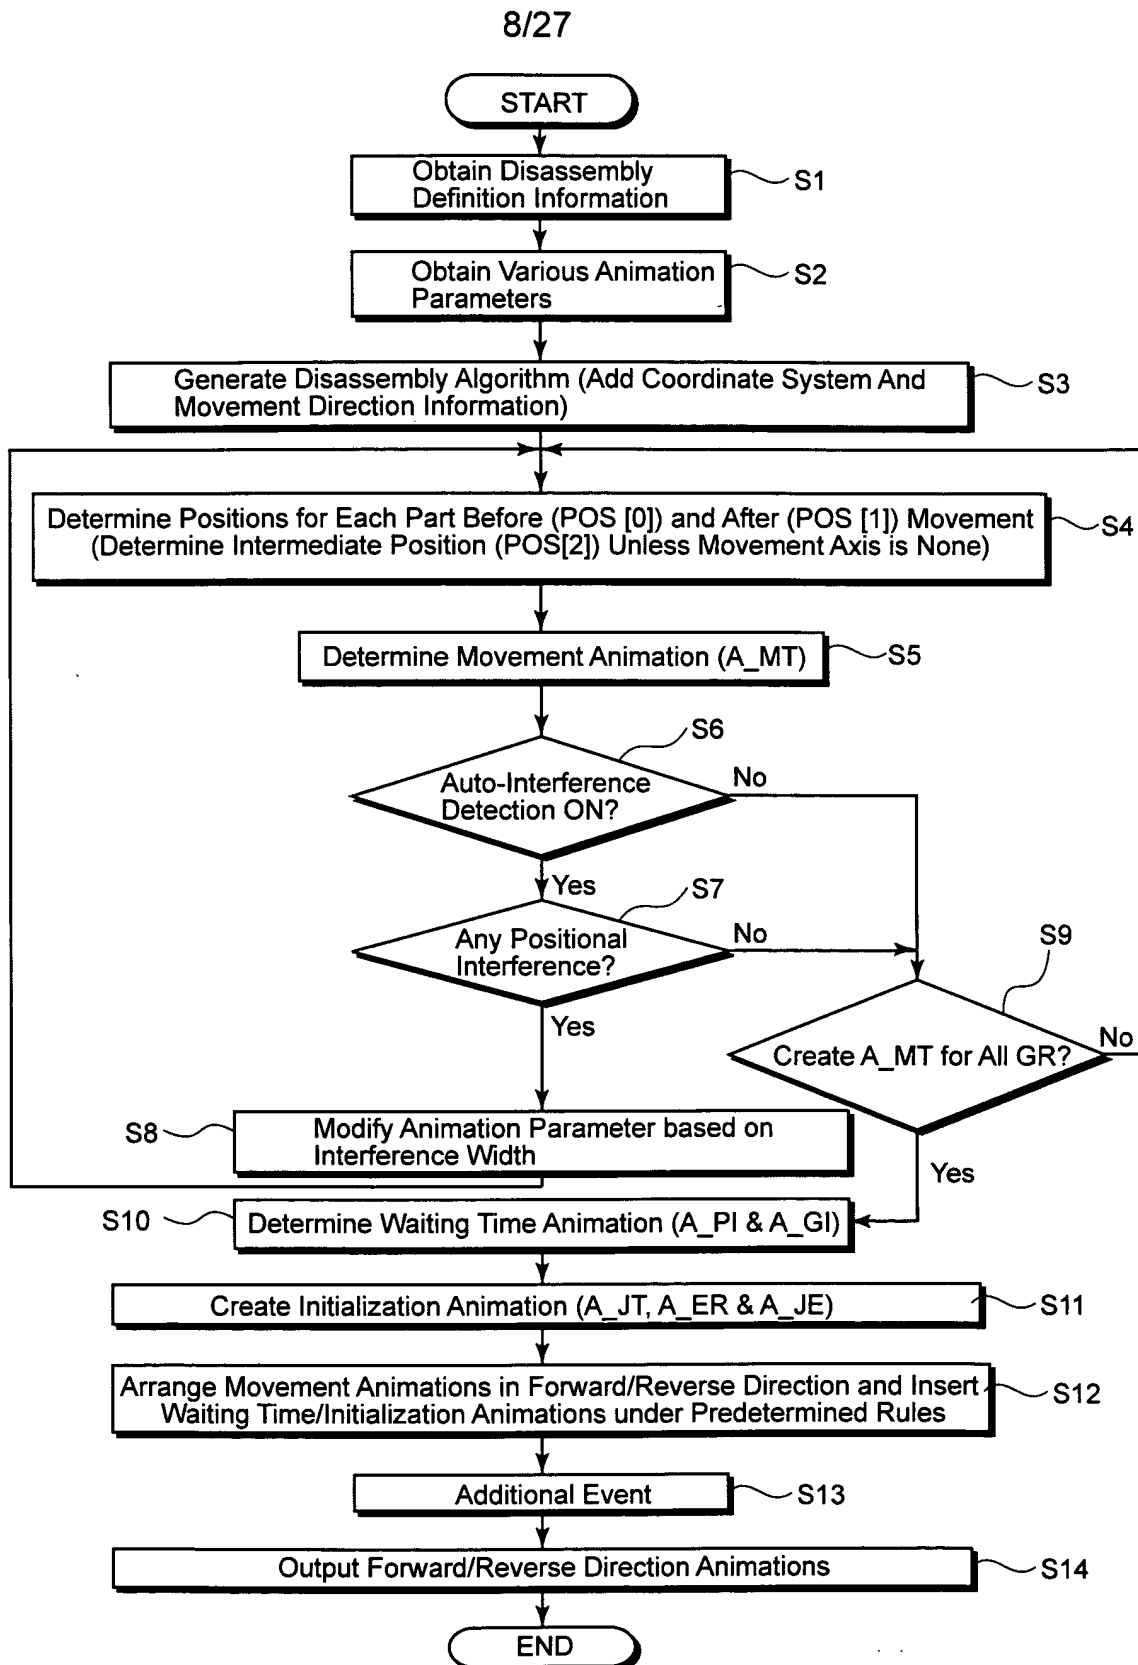 8/27
START
Obtain Disassembly
Definition Information
S1
Obtain Various Animation
Parameters
S2
Generate Disassembly Algorithm (Add Coordinate System And
Movement Direction Information)
S3
Determine Positions for Each Part Before (POS [0]) and After (POS [1]) Movement
(Determine Intermediate Position (POS[2]) Unless Movement Axis is None)
S4
Determine Movement Animation (A_MT)
S5
S6
Auto-Interference
Detection ON?
No
Yes
S7
Any Positional
Interference?
No
Yes
S9
Create A_MT for All GR?
No
Yes
S8
Modify Animation Parameter based on
Interference Width
S10
Determine Waiting Time Animation (A_PI & A_GI)
Create Initialization Animation (A_JT, A_ER & A_JE)
S11
Arrange Movement Animations in Forward/Reverse Direction and Insert
Waiting Time/Initialization Animations under Predetermined Rules
S12
Additional Event
S13
Output Forward/Reverse Direction Animations
S14
END